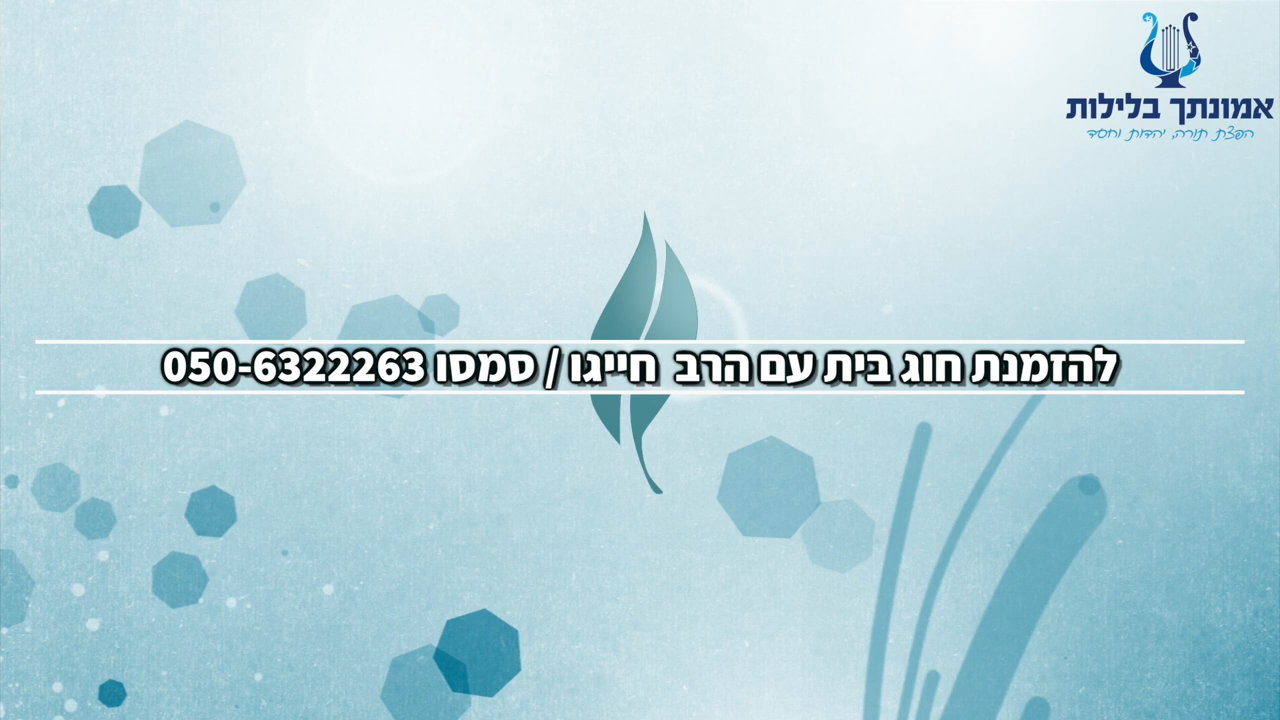 אמונתך בלילות
הפצת תורה, יהדות וחסד
להזמנת חוג בית עם הרב חייגו / סמסו 050-6322263